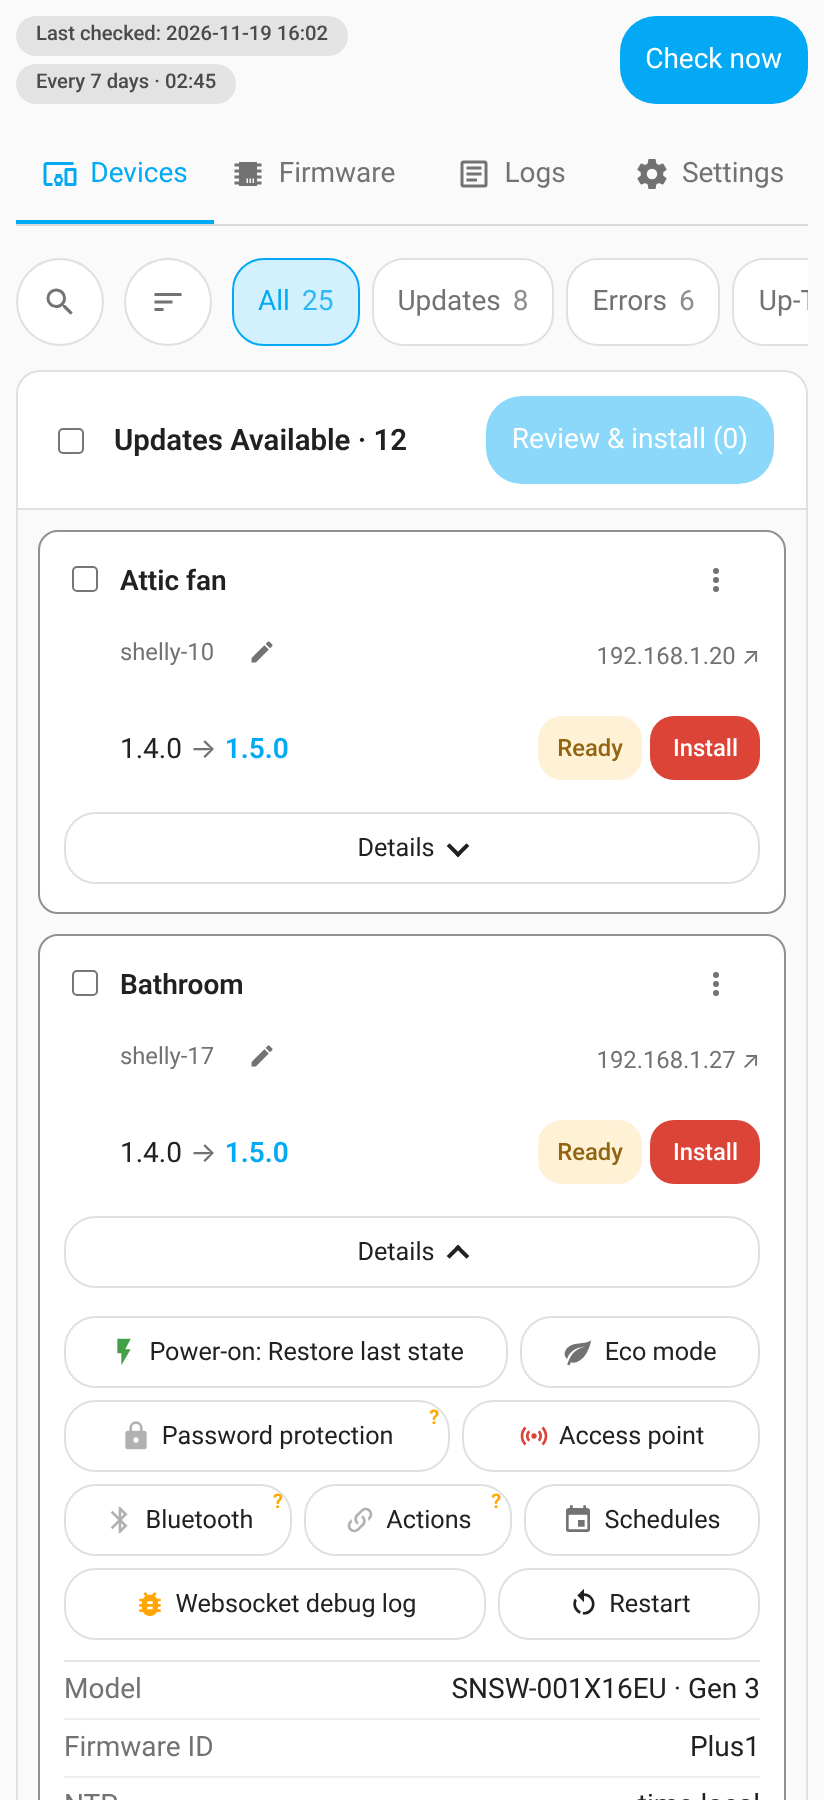 Last checked: 2026-11-19 16:02
Every 7 days · 02:45
Check now
Devices
Firmware
Logs
Settings
All 25
Updates 8
Errors 6
Updates Available · 12
Review & install (0)
Attic fan
shelly-10
192.168.1.20 ↗
1.4.0 → 1.5.0
Ready
Install
Details
Bathroom
shelly-17
192.168.1.27 ↗
1.4.0 → 1.5.0
Ready
Install
Details
Power-on: Restore last state
Eco mode
Password protection ?
Access point
Bluetooth ?
Actions ?
Schedules
Websocket debug log
Restart
Model
SNSW-001X16EU · Gen 3
Firmware ID
Plus1